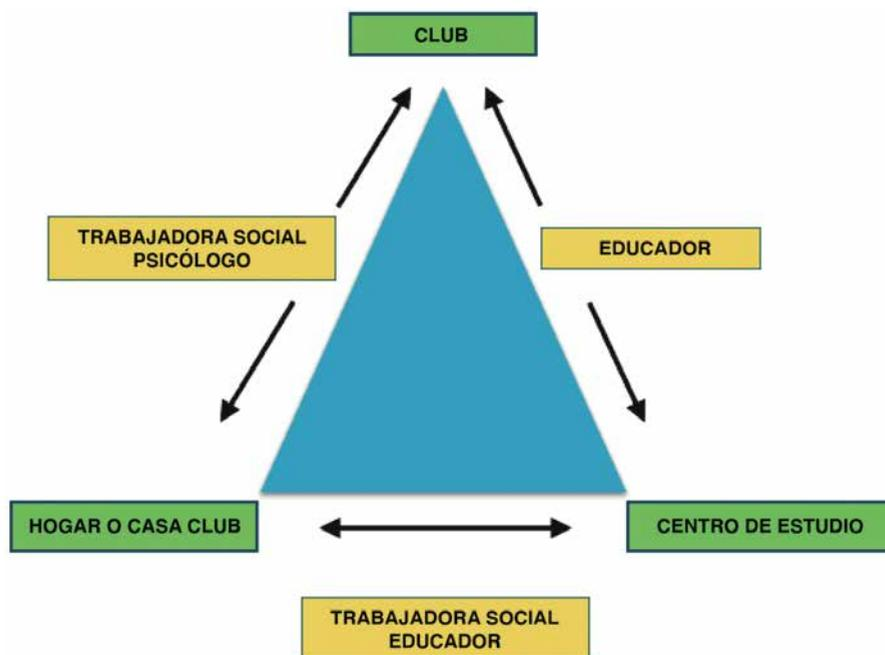 CLUB
TRABAJADORA SOCIAL
PSICÓLOGO
EDUCADOR
HOGAR O CASA CLUB
CENTRO DE ESTUDIO
TRABAJADORA SOCIAL
EDUCADOR